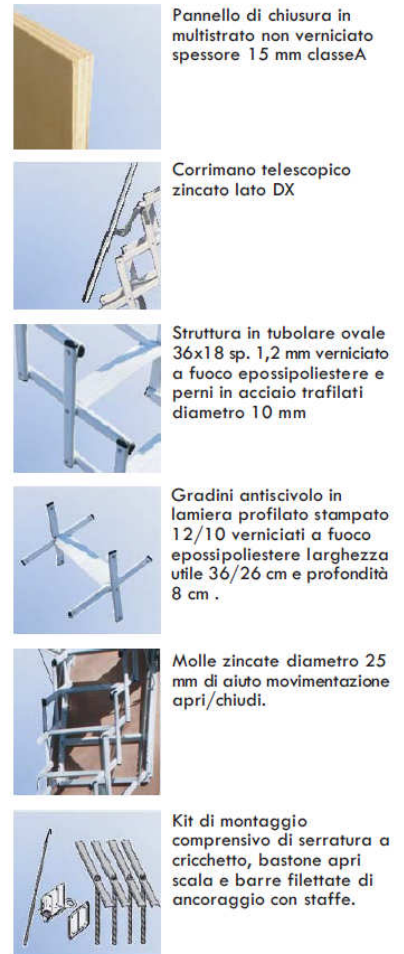 Pannello di chiusura in
multistrato non verniciato
spessore 15 mm classeA
Corrimano telescopico
zincato lato DX
Struttura in tubolare ovale
36x18 sp. 1,2 mm verniciato
a fuoco epossipoliestere e
perni in acciaio trafilati
diametro 10 mm
Gradini antiscivolo in
lamiera profilato stampato
12/10 verniciati a fuoco
epossipoliestere larghezza
utile 36/26 cm e profondità
8 cm .
Molle zincate diametro 25
mm di aiuto movimentazione
apri/chiudi.
Kit di montaggio
comprensivo di serratura a
cricchetto, bastone apri
scala e barre filettate di
ancoraggio con staffe.